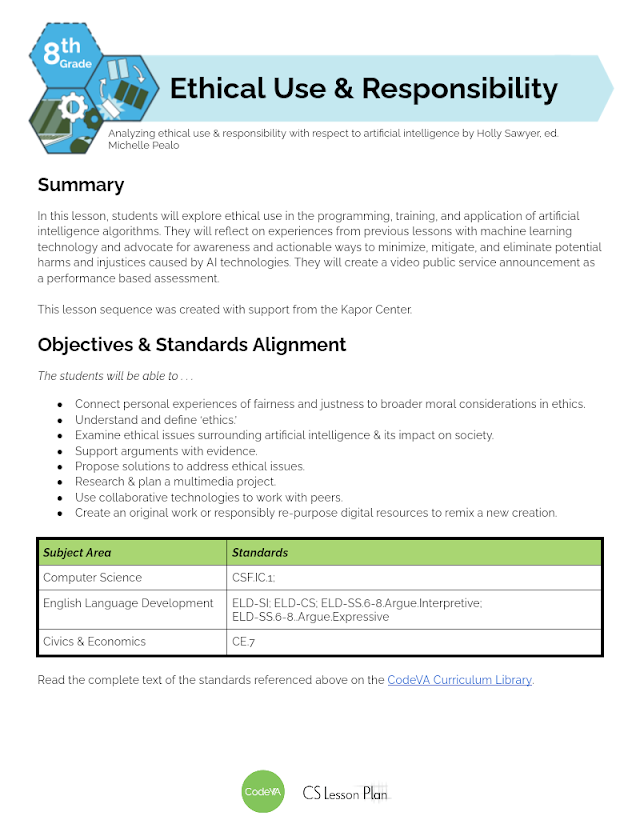 8th
Grade
Ethical Use & Responsibility
Analyzing ethical use & responsibility with respect to artificial intelligence by Holly Sawyer, ed.
Michelle Pealo
Summary
In this lesson, students will explore ethical use in the programming, training, and application of artificial
intelligence algorithms. They will reflect on experiences from previous lessons with machine learning
technology and advocate for awareness and actionable ways to minimize, mitigate, and eliminate potential
harms and injustices caused by AI technologies. They will create a video public service announcement as
a performance based assessment.
This lesson sequence was created with support from the Kapor Center.
Objectives & Standards Alignment
The students will be able to . . .
● Connect personal experiences of fairness and justness to broader moral considerations in ethics.
● Understand and define 'ethics.'
● Examine ethical issues surrounding artificial intelligence & its impact on society.
● Support arguments with evidence.
● Propose solutions to address ethical issues.
● Research & plan a multimedia project.
● Use collaborative technologies to work with peers.
● Create an original work or responsibly re-purpose digital resources to remix a new creation.
Subject Area Standards
Computer Science CSF.IC.1;
English Language Development ELD-SI; ELD-CS; ELD-SS.6-8.Argue.Interpretive;
ELD-SS.6-8..Argue.Expressive
Civics & Economics CE.7
Read the complete text of the standards referenced above on the CodeVA Curriculum Library.
CodeVA CS Lesson Plan